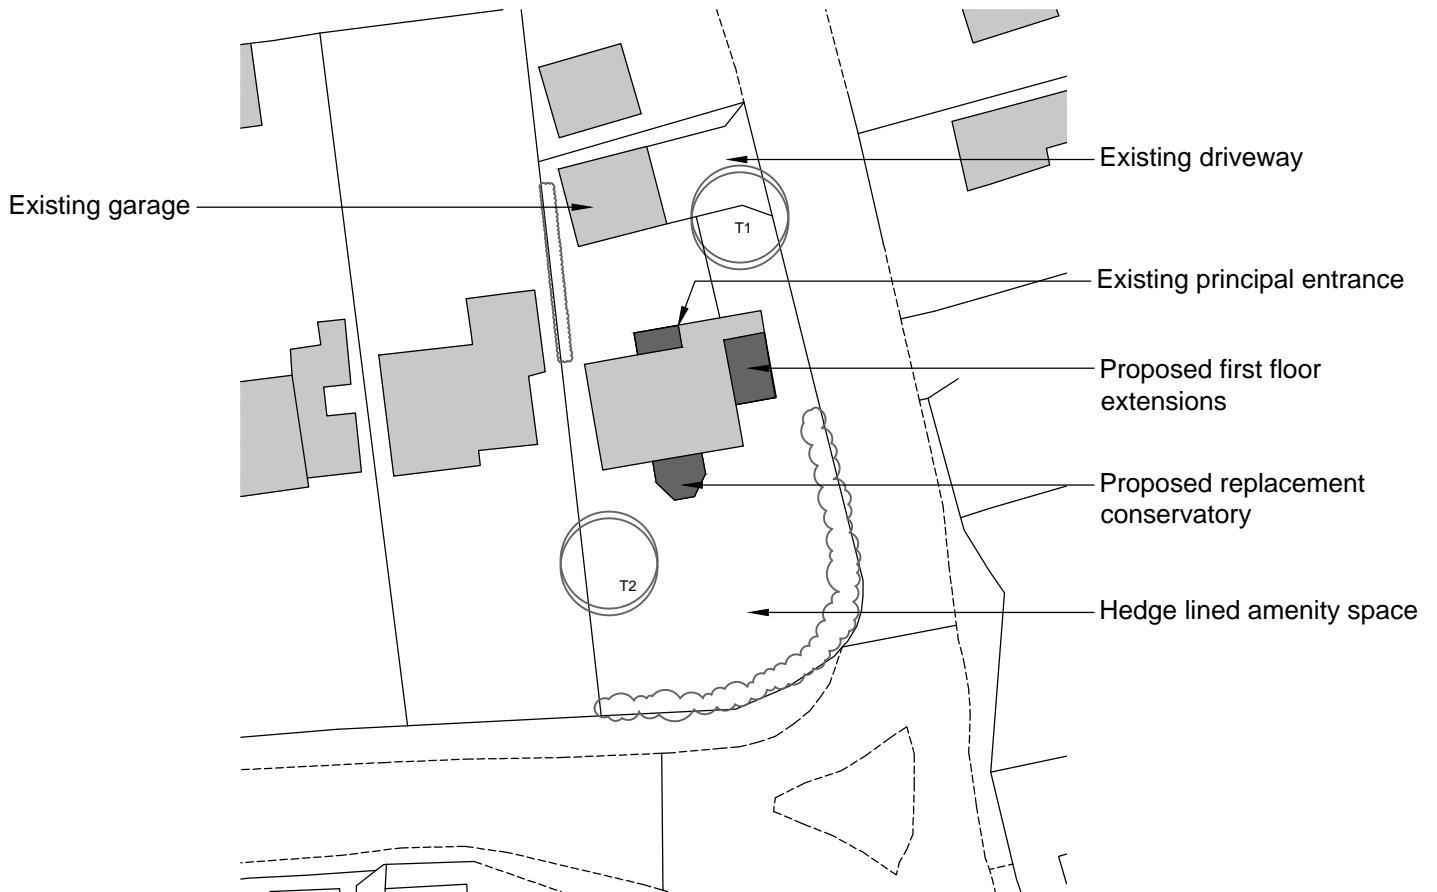 Existing driveway
Existing garage
T1
Existing principal entrance
Proposed first floor
extensions
Proposed replacement
conservatory
T2
Hedge lined amenity space